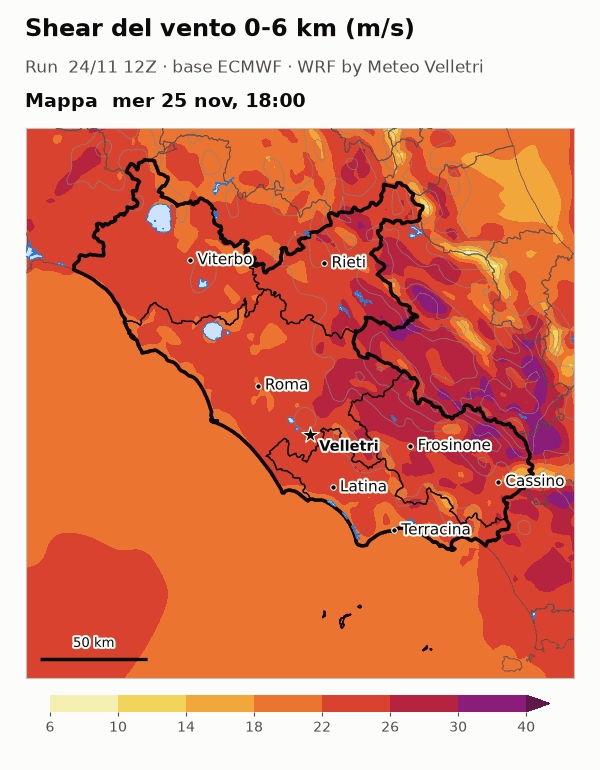 Shear del vento 0-6 km (m/s)
Run  24/11 12Z · base ECMWF · WRF by Meteo Velletri
Mappa  mer 25 nov, 18:00
Viterbo
Rieti
Roma
Velletri
Frosinone
Cassino
Latina
Terracina
50 km
6 10 14 18 22 26 30 40